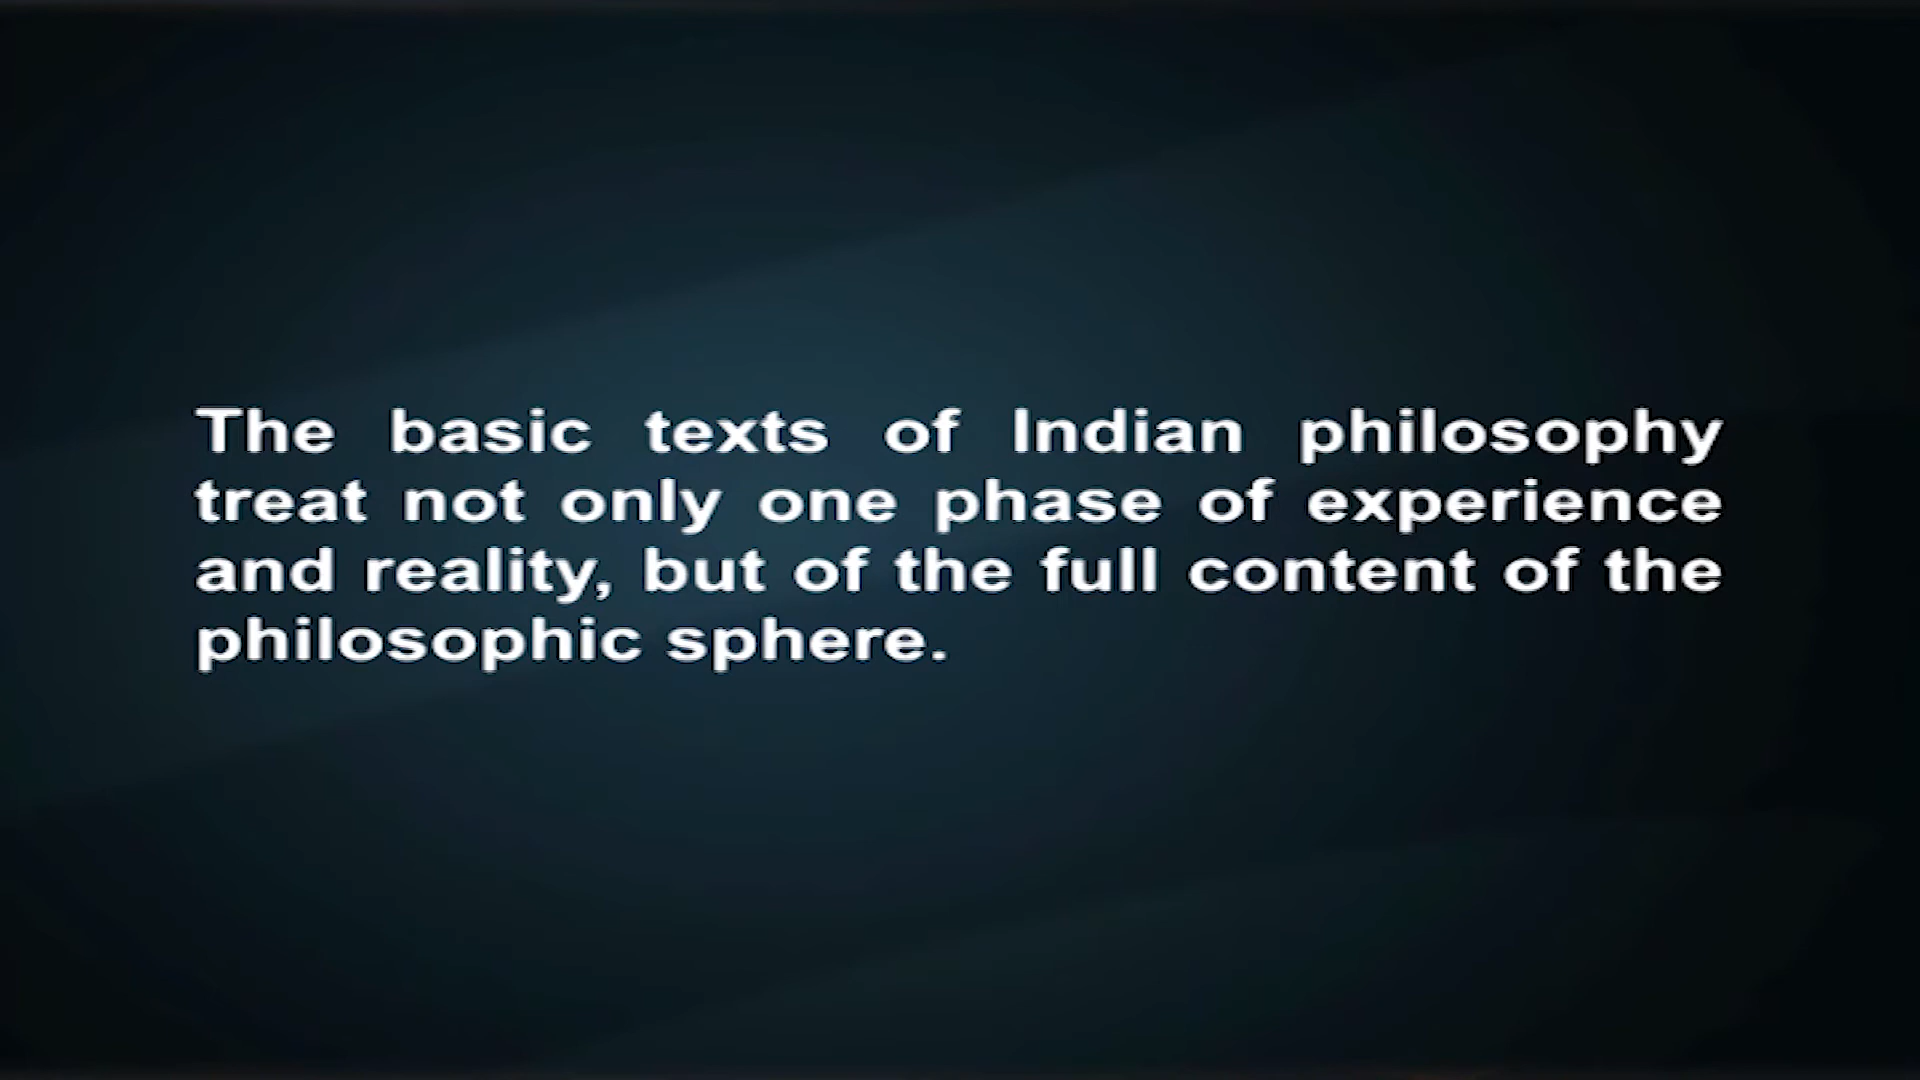 The basic texts of Indian philosophy
treat not only one phase of experience
and reality, but of the full content of the
philosophic sphere.